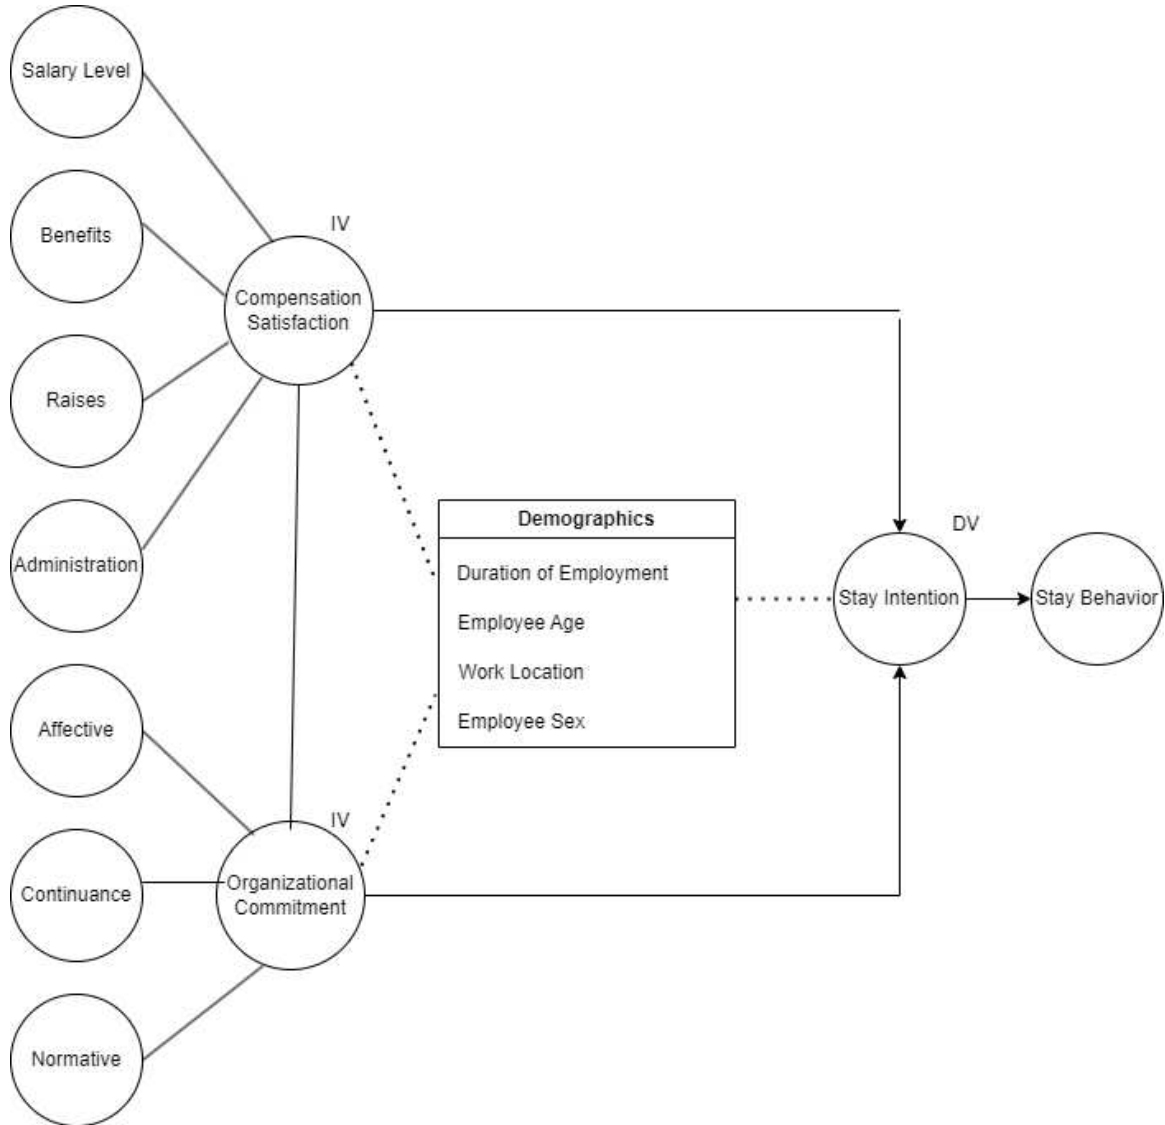 Salary Level
Benefits
IV
Compensation
Satisfaction
Raises
Demographics
DV
Administration
Duration of Employment
Stay Intention
Stay Behavior
Employee Age
Work Location
Employee Sex
Affective
IV
Continuance
Organizational
Commitment
Normative